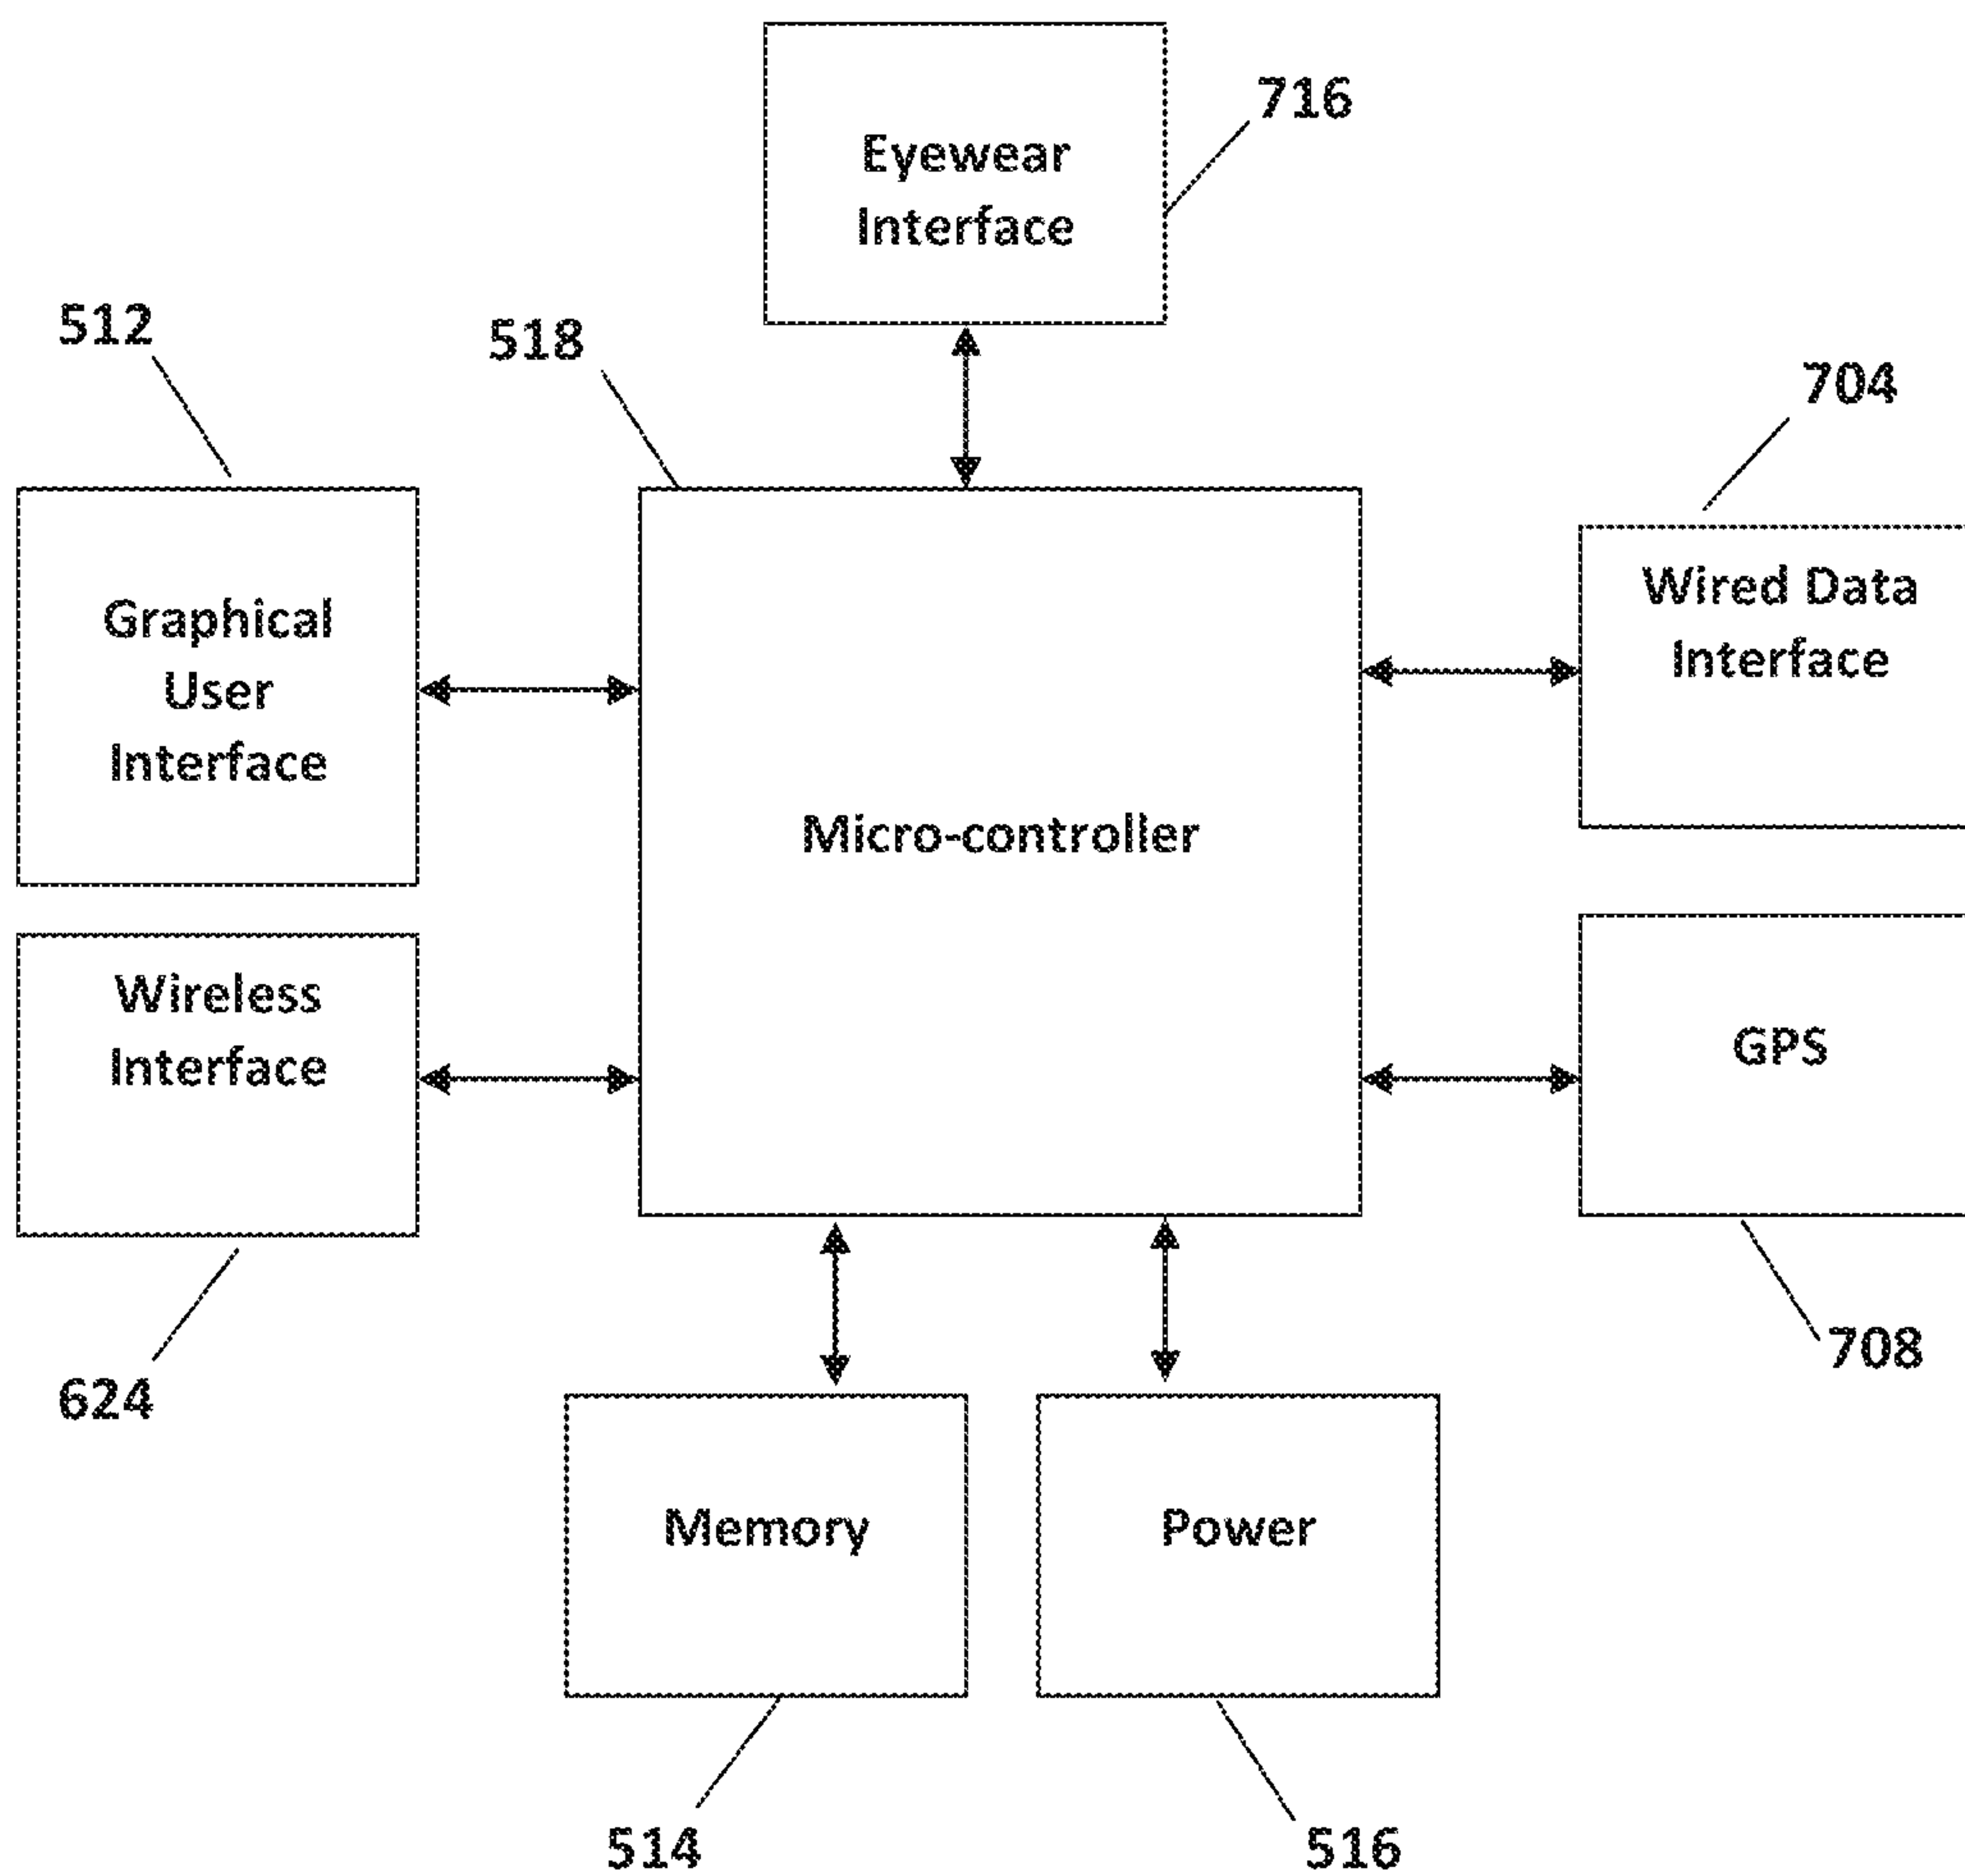 716
Eyewear
Interface
512
518
704
Graphical
User
Interface
Wired Data
Interface
Micro-controller
Wireless
Interface
GPS
624
708
Memory
Power
514
516